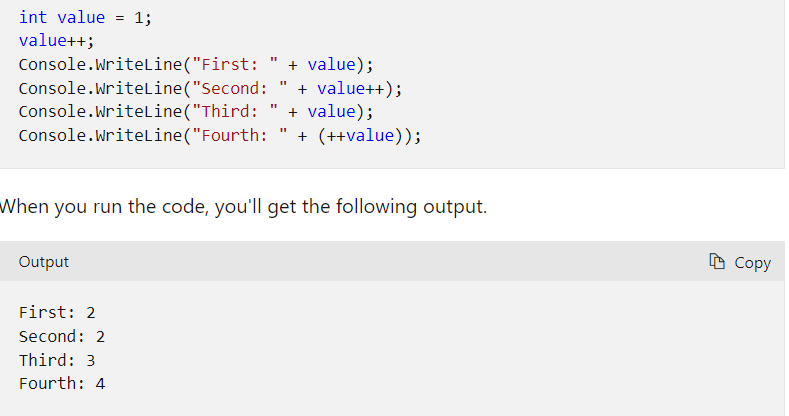 int value = 1;
value++;
Console.WriteLine("First: " + value);
Console.WriteLine("Second: " + value++);
Console.WriteLine("Third: " + value);
Console.WriteLine("Fourth: " + (++value));
When you run the code, you'll get the following output.
Output
Copy
First: 2
Second: 2
Third: 3
Fourth: 4